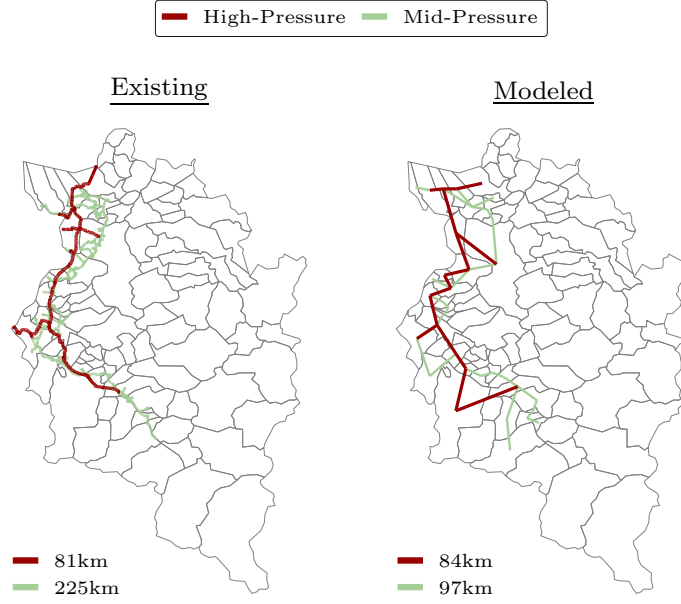 High-Pressure Mid-Pressure
Existing
Modeled
81km
225km
84km
97km